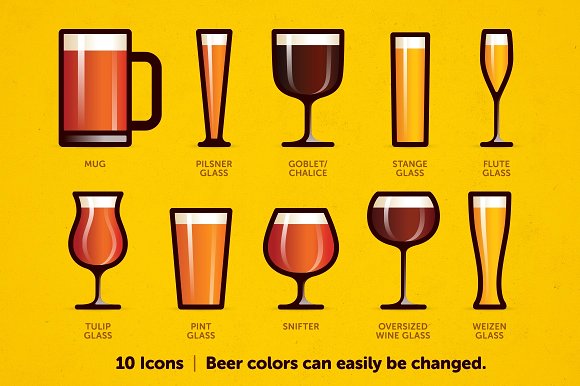 MUG
PILSNER
GLASS
GOBLET/
CHALICE
STANGE
GLASS
FLUTE
GLASS
TULIP
GLASS
PINT
GLASS
SNIFTER
OVERSIZED
WINE GLASS
WEIZEN
GLASS
10 Icons | Beer colors can easily be changed.